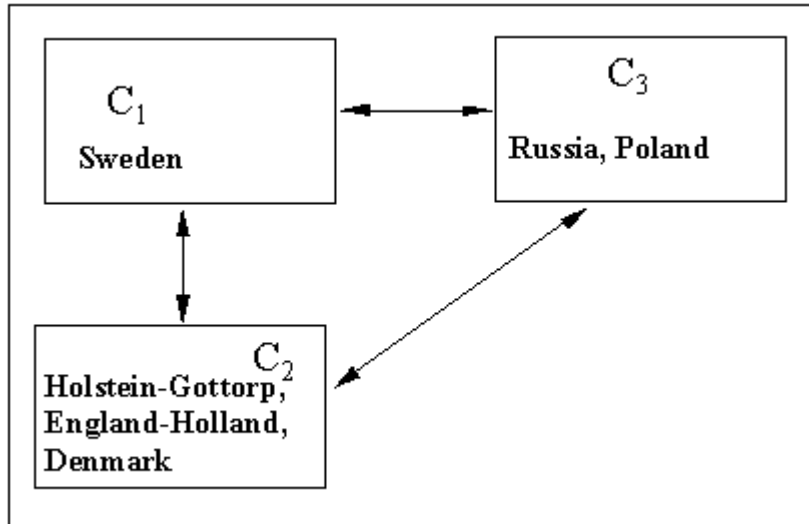 C₁
Sweden
C₃
Russia, Poland
C₂
Holstein-Gottorp,
England-Holland,
Denmark